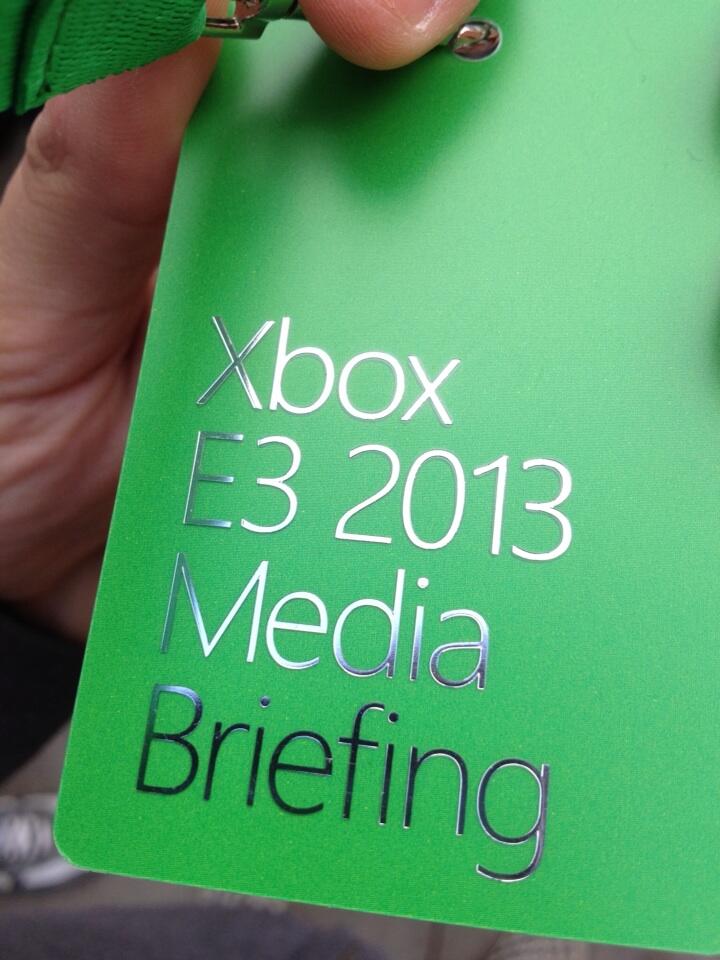 Xbox
E3 2013
Media
Briefing